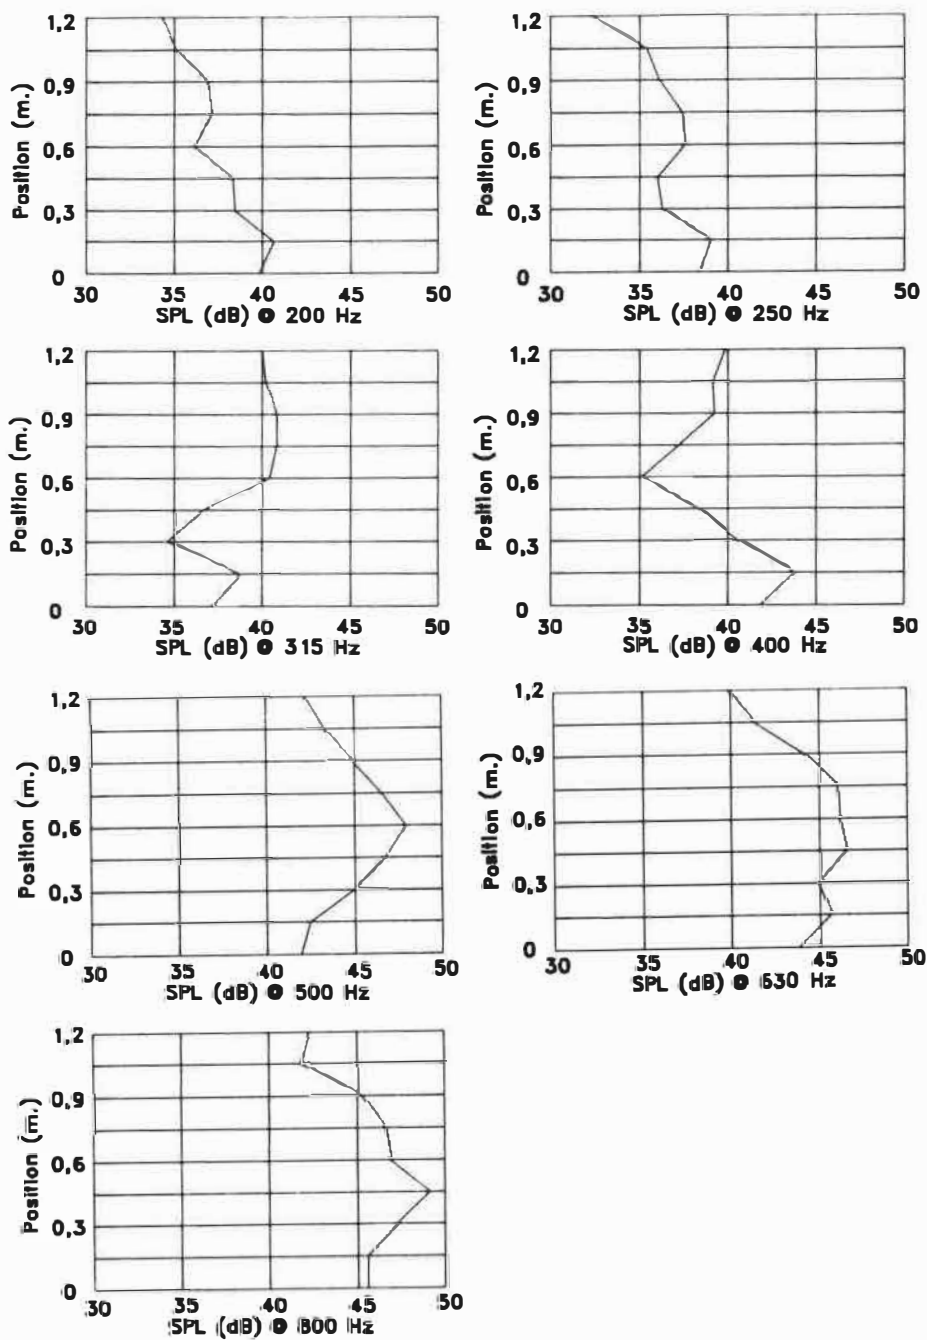 1,2
0,9
0,6
0,3
0
Position (m.)
30 35 40 45 50
SPL (dB) @ 200 Hz
1,2
0,9
0,6
0,3
0
Position (m.)
30 35 40 45 50
SPL (dB) @ 250 Hz
1,2
0,9
0,6
0,3
0
Position (m.)
30 35 40 45 50
SPL (dB) @ 315 Hz
1,2
0,9
0,6
0,3
0
Position (m.)
30 35 40 45 50
SPL (dB) @ 400 Hz
1,2
0,9
0,6
0,3
0
Position (m.)
30 35 40 45 50
SPL (dB) @ 500 Hz
1,2
0,9
0,6
0,3
0
Position (m.)
30 35 40 45 50
SPL (dB) @ 630 Hz
1,2
0,9
0,6
0,3
0
Position (m.)
30 35 40 45 50
SPL (dB) @ 800 Hz